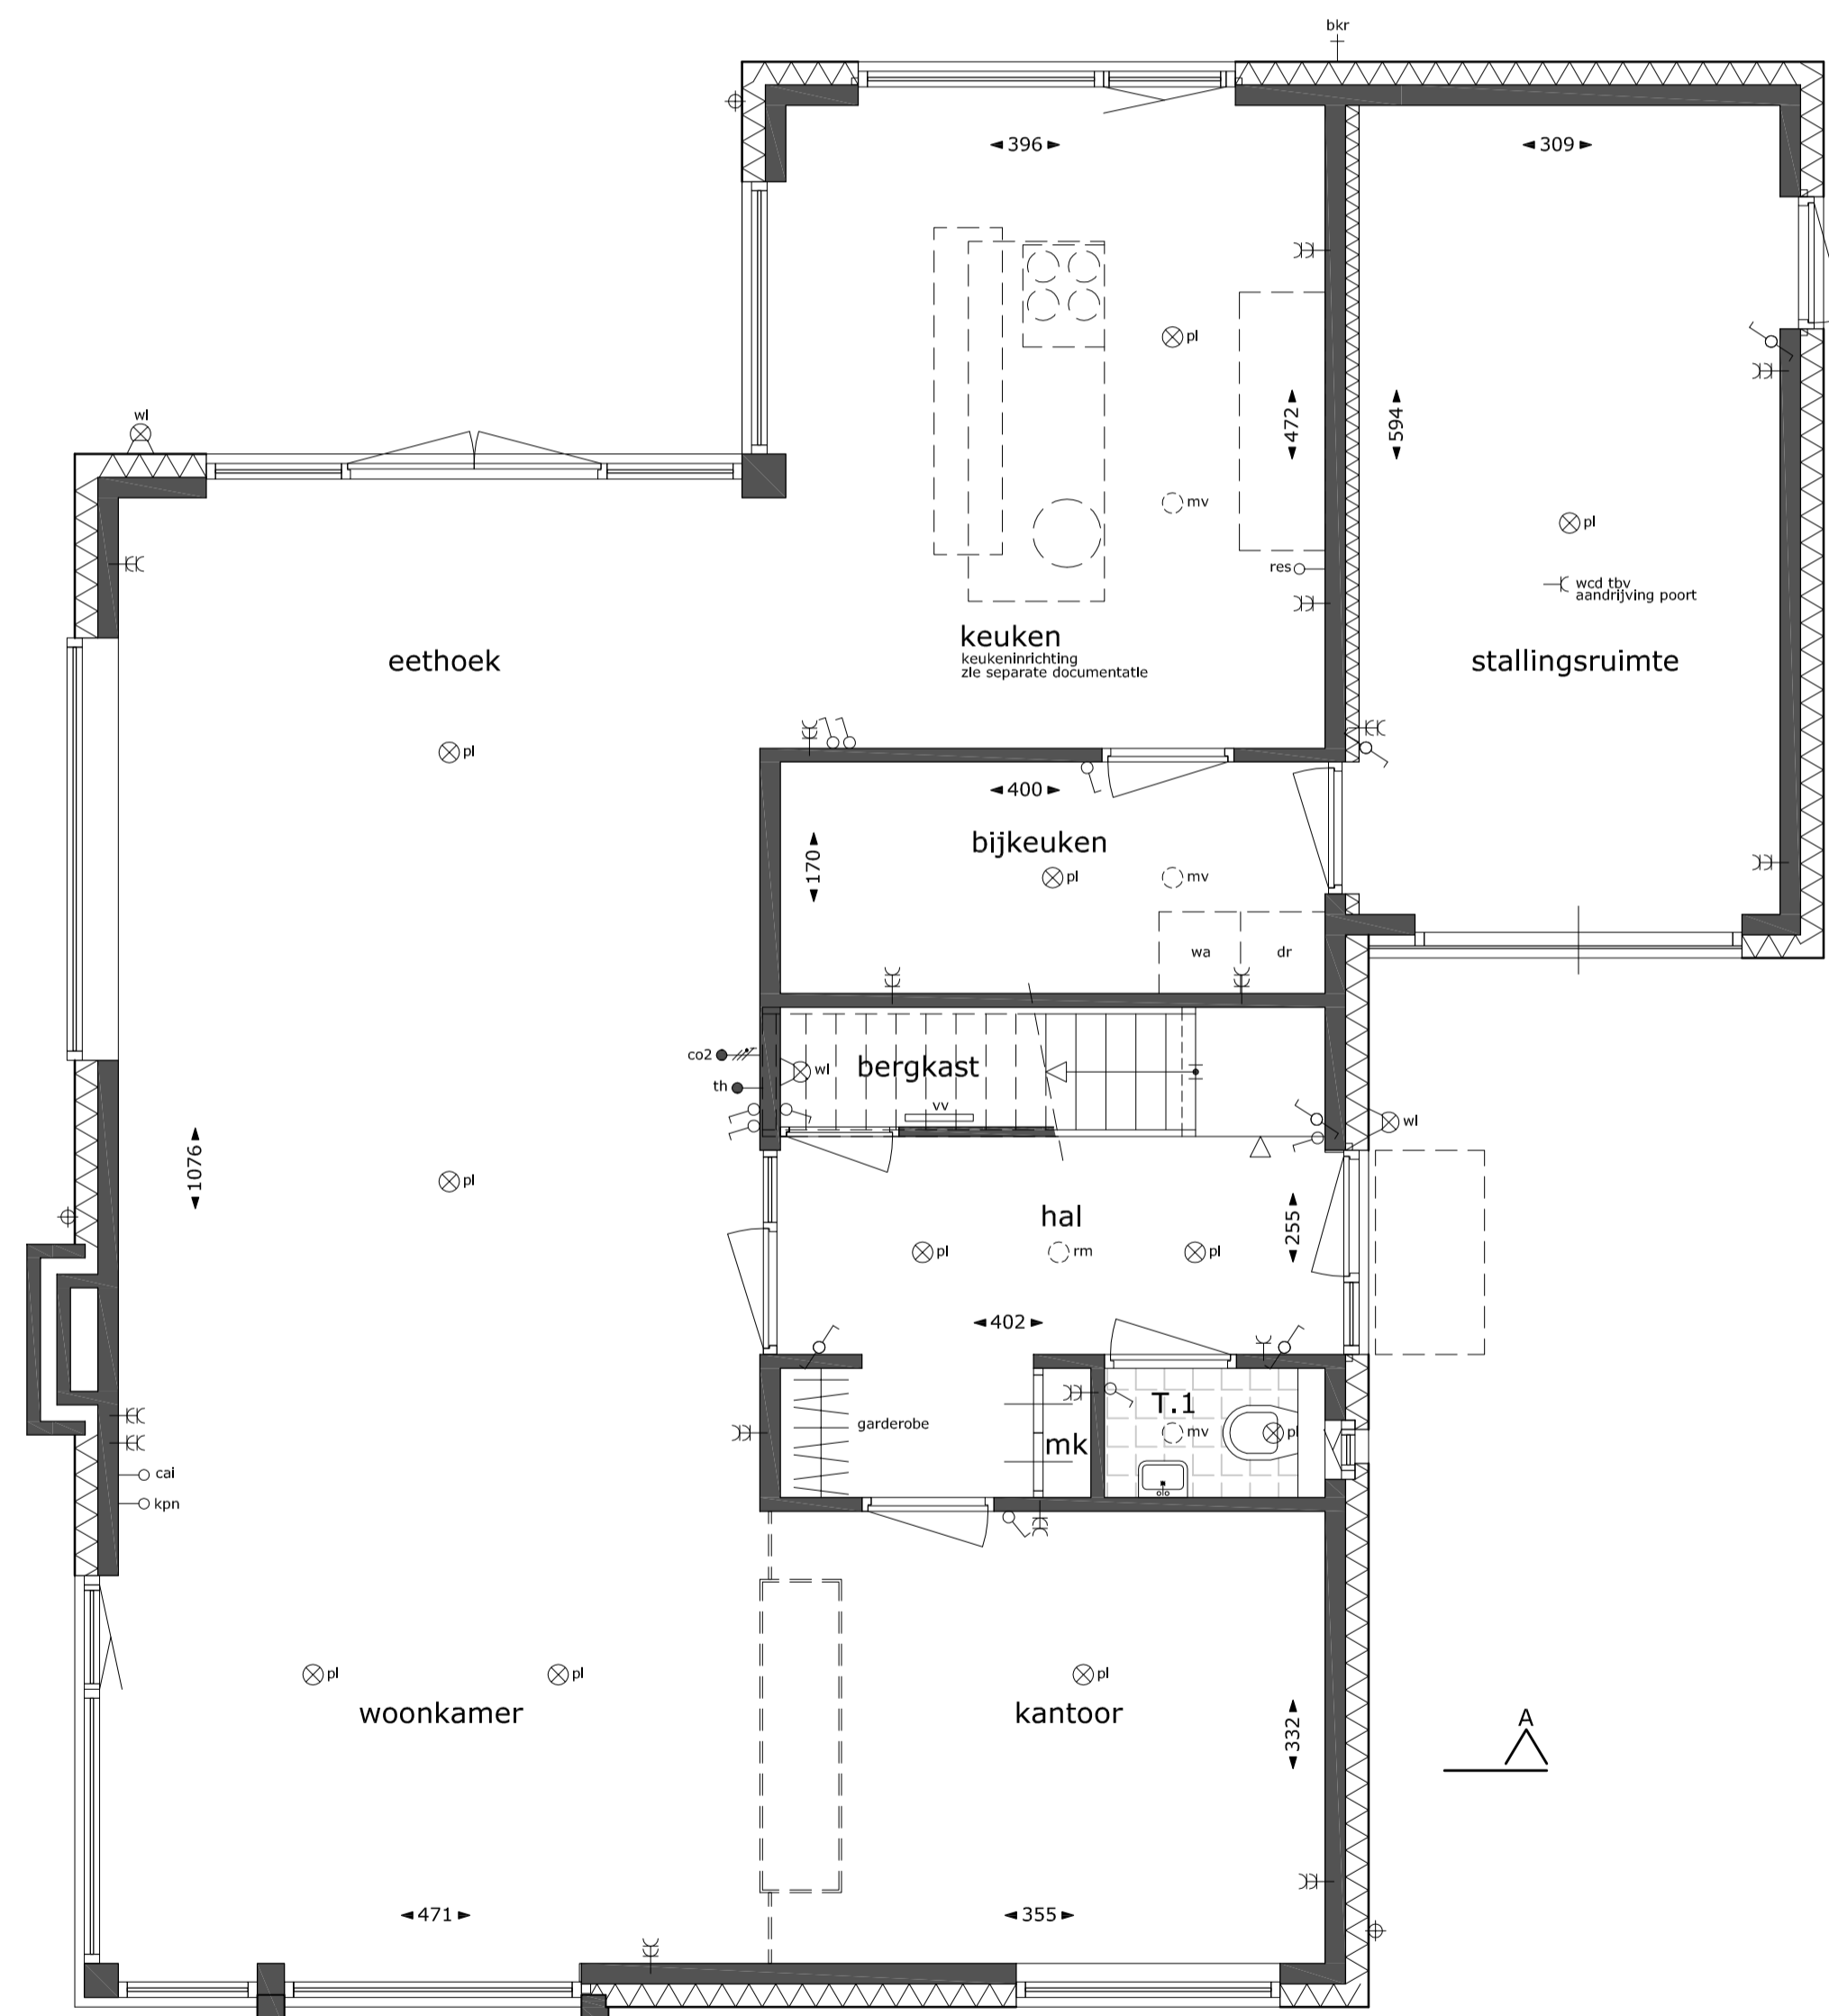 bkr
396
309
pl
472
594
wl
mv
pl
res
wcd tbv
aandrijving poort
keuken
keukeninrichting
zie separate documentatie
eethoek
stallingsruimte
pl
400
bijkeuken
170
pl
mv
wa
dr
co2
wl
bergkast
th
vv
wl
1076
pl
hal
255
pl
rm
pl
402
T.1
garderobe
mk
mv
pl
cai
kpn
pl
pl
pl
woonkamer
kantoor
332
A
471
355